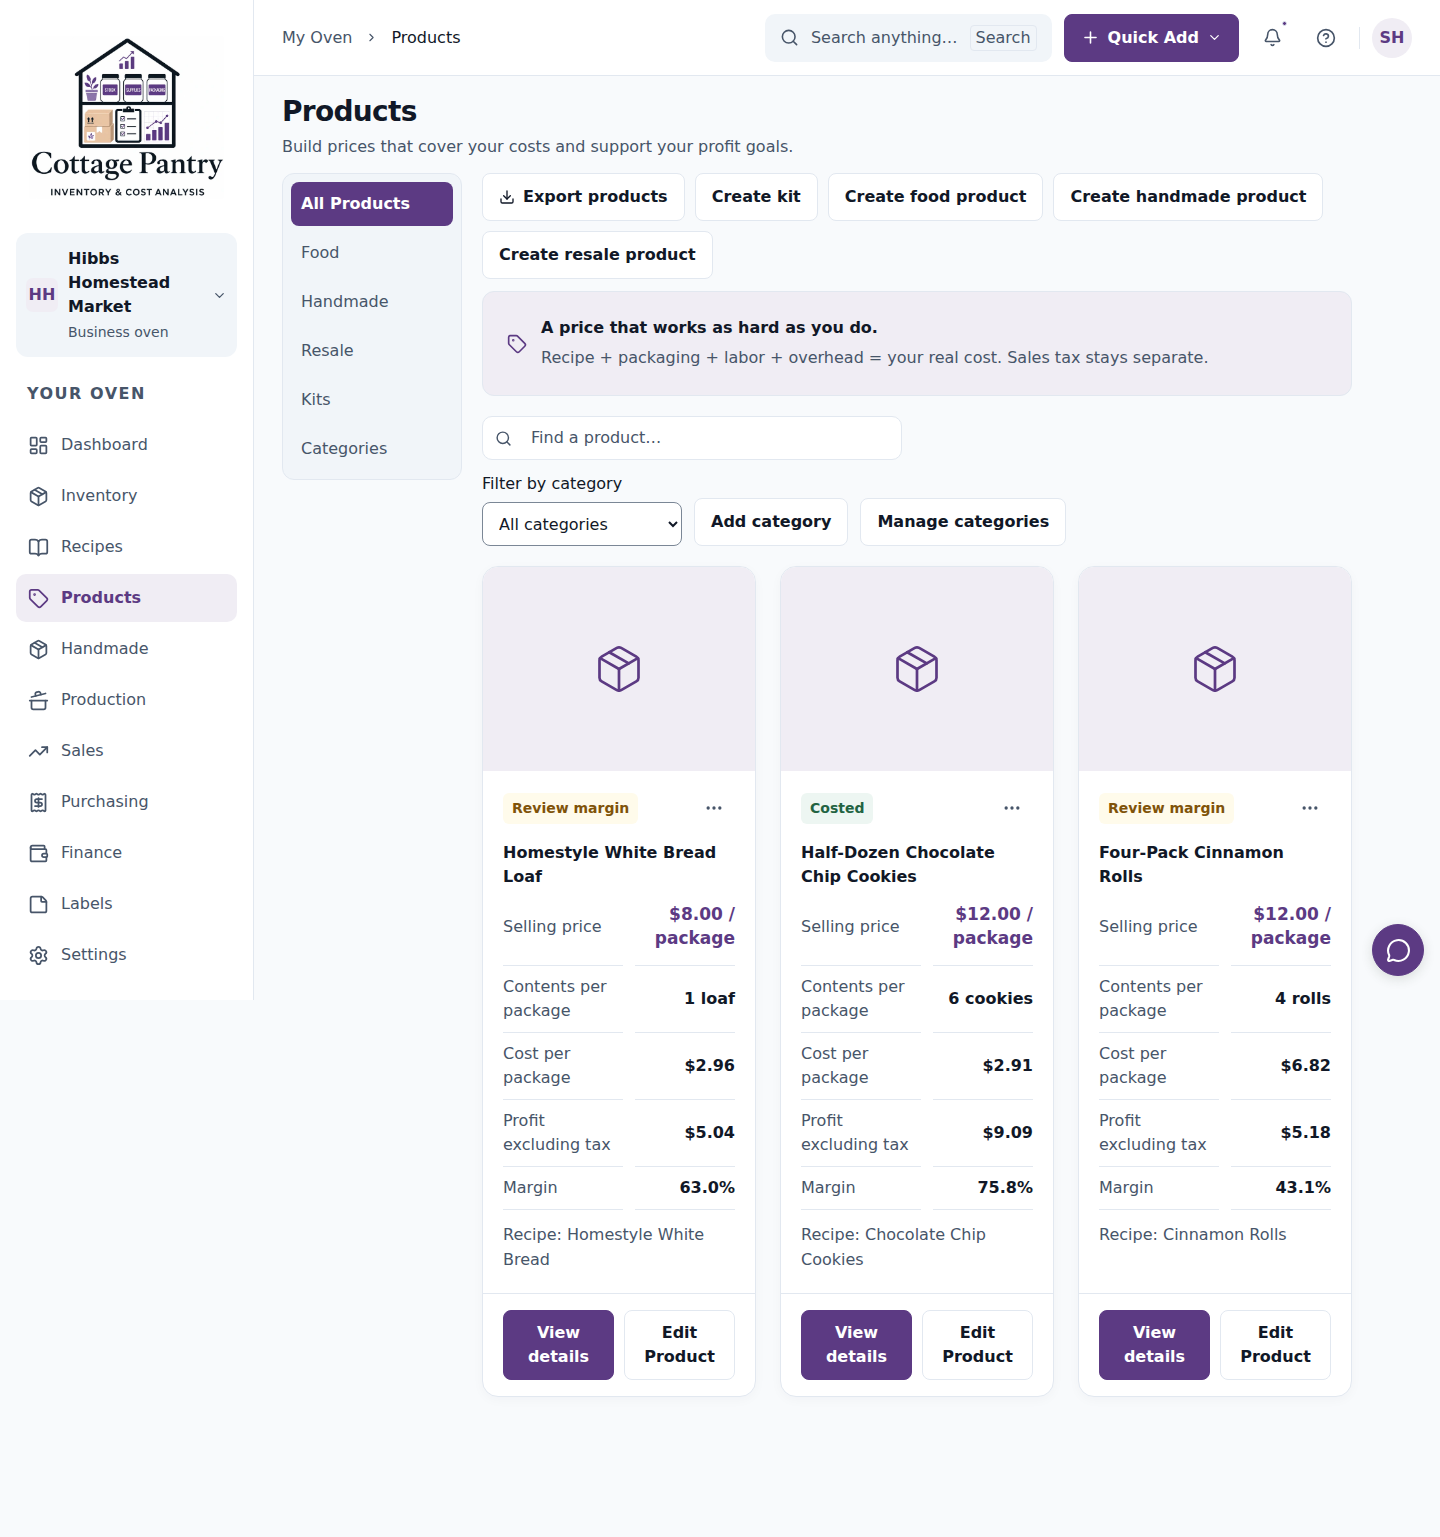 My Oven
Products
Search anything...
Search
Quick Add
SH
Cottage Pantry
INVENTORY & COST ANALYSIS
HH
Hibbs
Homestead
Market
Business oven
YOUR OVEN
Dashboard
Inventory
Recipes
Products
Handmade
Production
Sales
Purchasing
Finance
Labels
Settings
Products
Build prices that cover your costs and support your profit goals.
All Products
Food
Handmade
Resale
Kits
Categories
Export products
Create kit
Create food product
Create handmade product
Create resale product
A price that works as hard as you do.
Recipe + packaging + labor + overhead = your real cost. Sales tax stays separate.
Find a product...
Filter by category
All categories
Add category
Manage categories
Review margin
Homestyle White Bread
Loaf
Selling price
$8.00 /
package
Contents per
package
1 loaf
Cost per
package
$2.96
Profit
excluding tax
$5.04
Margin
63.0%
Recipe: Homestyle White
Bread
View
details
Edit
Product
Costed
Half-Dozen Chocolate
Chip Cookies
Selling price
$12.00 /
package
Contents per
package
6 cookies
Cost per
package
$2.91
Profit
excluding tax
$9.09
Margin
75.8%
Recipe: Chocolate Chip
Cookies
View
details
Edit
Product
Review margin
Four-Pack Cinnamon
Rolls
Selling price
$12.00 /
package
Contents per
package
4 rolls
Cost per
package
$6.82
Profit
excluding tax
$5.18
Margin
43.1%
Recipe: Cinnamon Rolls
View
details
Edit
Product